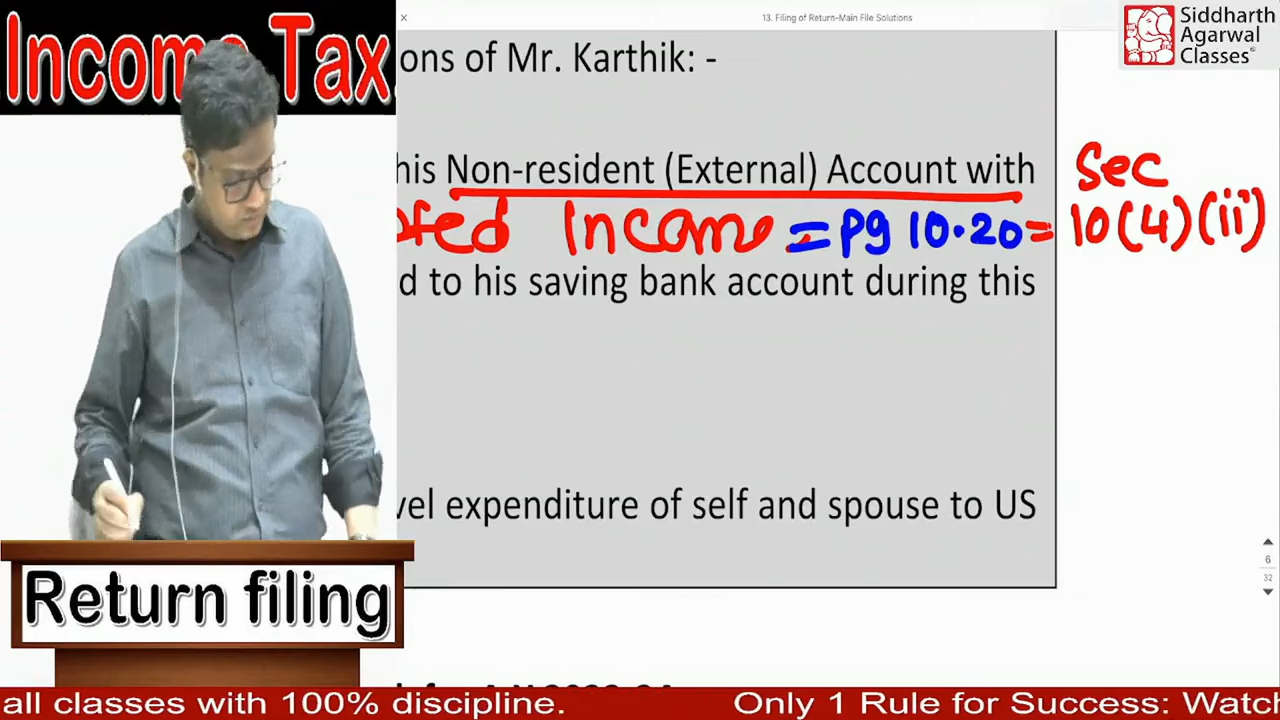 Income Tax
13. Filing of Return-Main File Solutions
Siddharth
Agarwal
Classes
ons of Mr. Karthik: -
his Non-resident (External) Account with
Sec
Income = Pg 10.20 = 10(4)(ii)
d to his saving bank account during this
vel expenditure of self and spouse to US
6
32
Return filing
all classes with 100% discipline. Only 1 Rule for Success: Watch